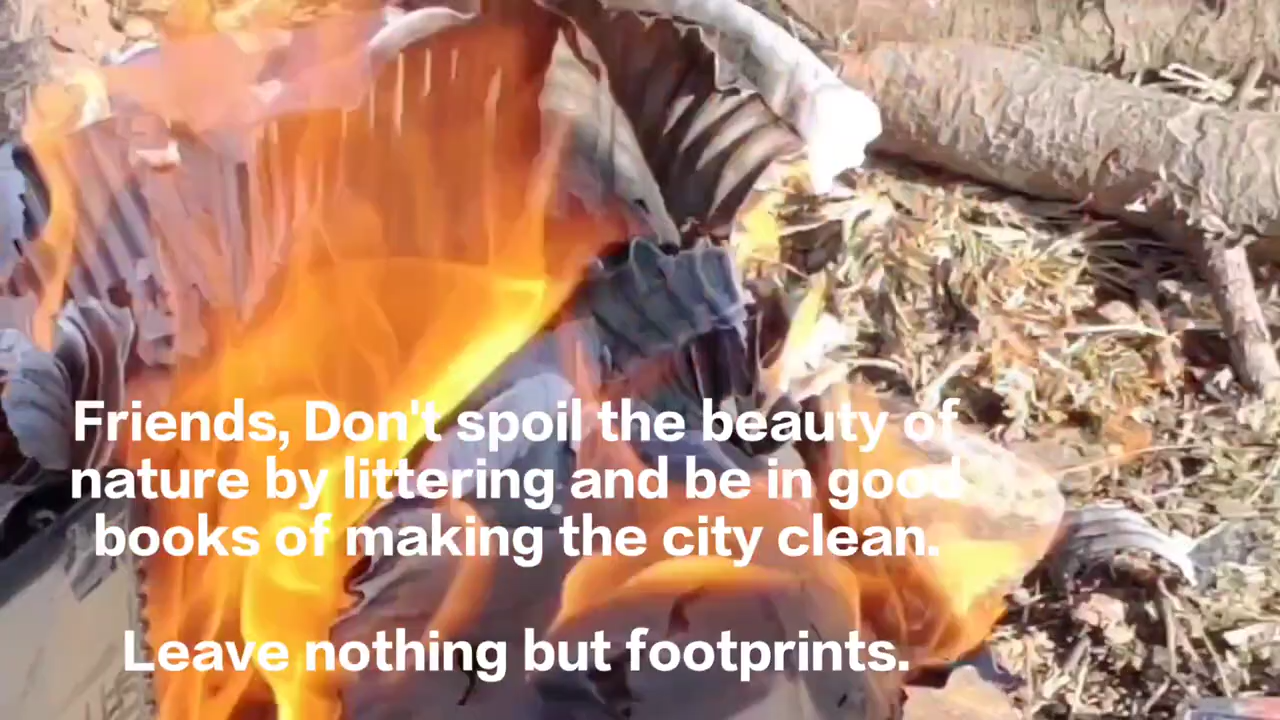 Friends, Don't spoil the beauty of
nature by littering and be in good
books of making the city clean.
Leave nothing but footprints.